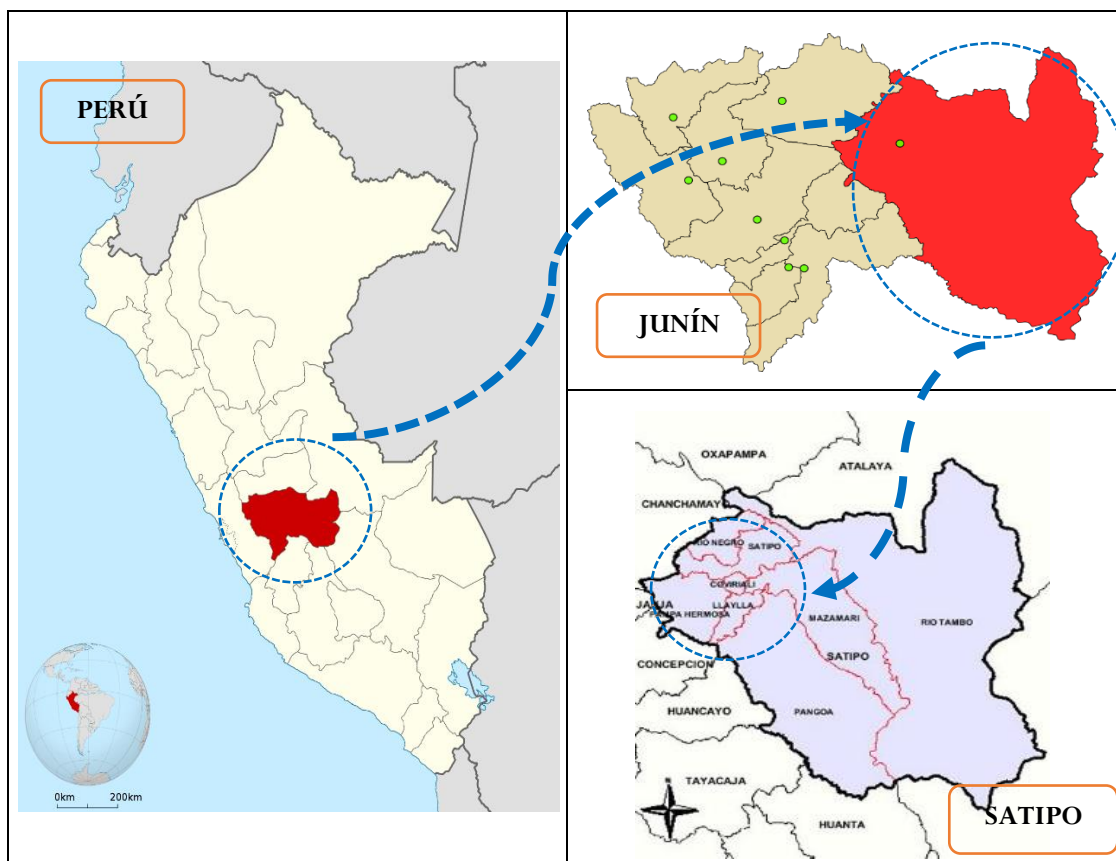 PERÚ
0km 200km
JUNÍN
OXAPAMPA
ATALAYA
CHANCHAMAYO
RIO NEGRO
SATIPO
COVIRIALI
LLAYLLA
PAMPA HERMOSA
MAZAMARI
RIO TAMBO
SATIPO
CONCEPCION
HUANCAYO
PANGOA
TAYACAJA
HUANTA
SATIPO